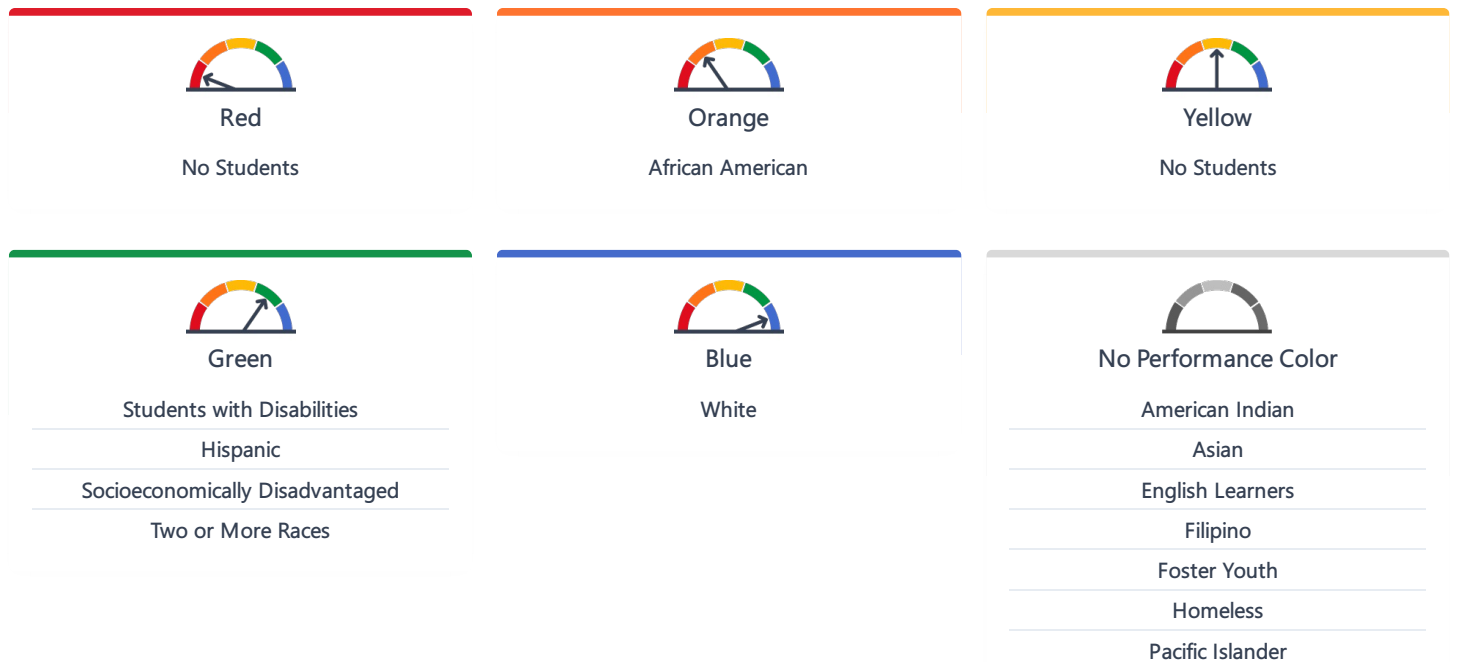 Red
No Students
Orange
African American
Yellow
No Students
Green
Students with Disabilities
Hispanic
Socioeconomically Disadvantaged
Two or More Races
Blue
White
No Performance Color
American Indian
Asian
English Learners
Filipino
Foster Youth
Homeless
Pacific Islander